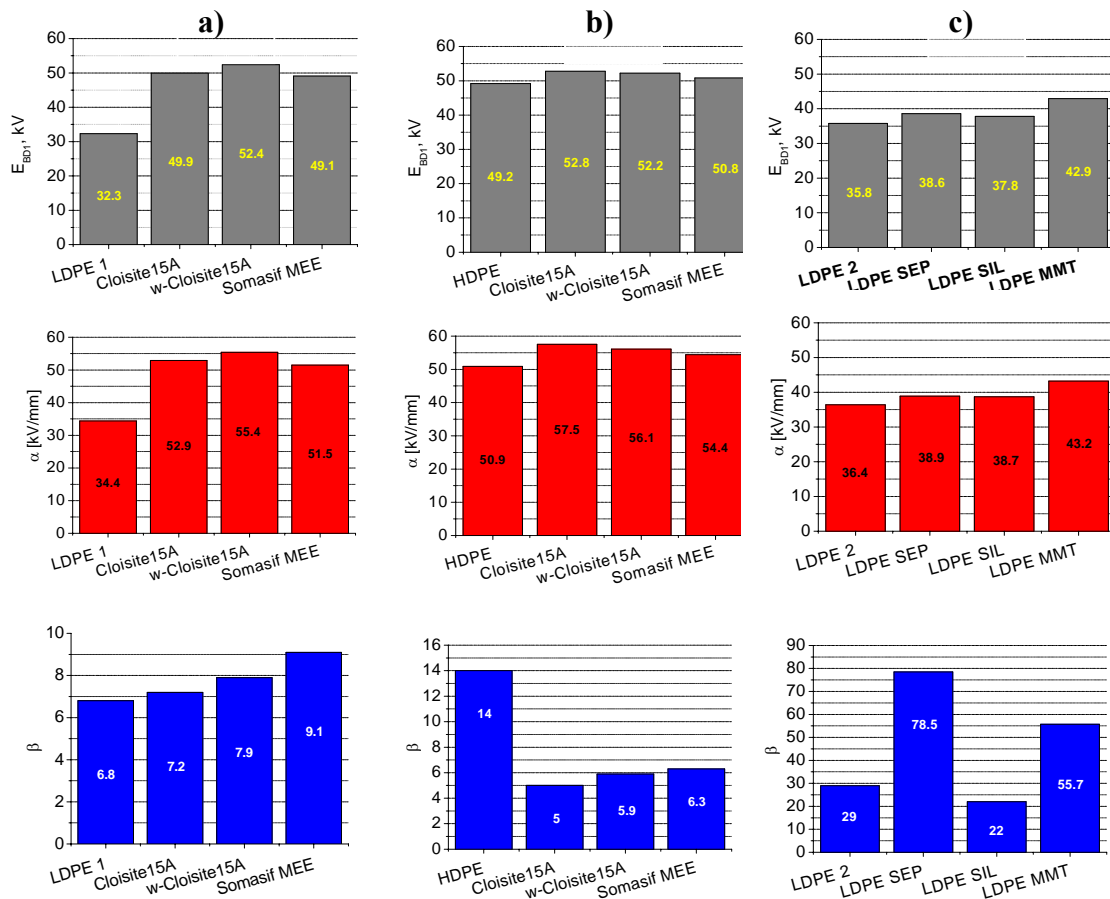 a)
60
50
40
30
20
10
0
E_BD1, kV
32.3
49.9
52.4
49.1
LDPE 1
Cloisite15A
w-Cloisite15A
Somasif MEE
b)
60
50
40
30
20
10
0
E_BD1, kV
49.2
52.8
52.2
50.8
HDPE
Cloisite15A
w-Cloisite15A
Somasif MEE
c)
60
50
40
30
20
10
0
E_BD1, kV
35.8
38.6
37.8
42.9
LDPE 2
LDPE SEP
LDPE SIL
LDPE MMT
60
50
40
30
20
10
0
α [kV/mm]
34.4
52.9
55.4
51.5
LDPE 1
Cloisite15A
w-Cloisite15A
Somasif MEE
60
50
40
30
20
10
0
α [kV/mm]
50.9
57.5
56.1
54.4
HDPE
Cloisite15A
w-Cloisite15A
Somasif MEE
60
50
40
30
20
10
0
α [kV/mm]
36.4
38.9
38.7
43.2
LDPE 2
LDPE SEP
LDPE SIL
LDPE MMT
10
8
6
4
2
0
β
6.8
7.2
7.9
9.1
LDPE 1
Cloisite15A
w-Cloisite15A
Somasif MEE
16
14
12
10
8
6
4
2
0
β
14
5
5.9
6.3
HDPE
Cloisite15A
w-Cloisite15A
Somasif MEE
90
80
70
60
50
40
30
20
10
0
β
29
78.5
22
55.7
LDPE 2
LDPE SEP
LDPE SIL
LDPE MMT